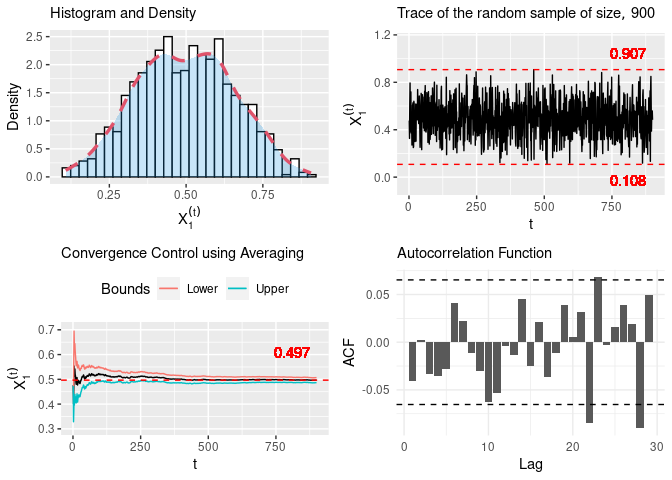 Histogram and Density
2.5
2.0
1.5
1.0
0.5
0.0
Density
0.25 0.50 0.75
X₁⁽ᵗ⁾
Trace of the random sample of size, 900
1.2
0.8
0.4
0.0
X₁⁽ᵗ⁾
0.907
0.108
0 250 500 750
t
Convergence Control using Averaging
Bounds Lower Upper
0.7
0.6
0.5
0.4
0.3
X₁⁽ᵗ⁾
0.497
0 250 500 750
t
Autocorrelation Function
0.05
0.00
-0.05
ACF
0 10 20 30
Lag